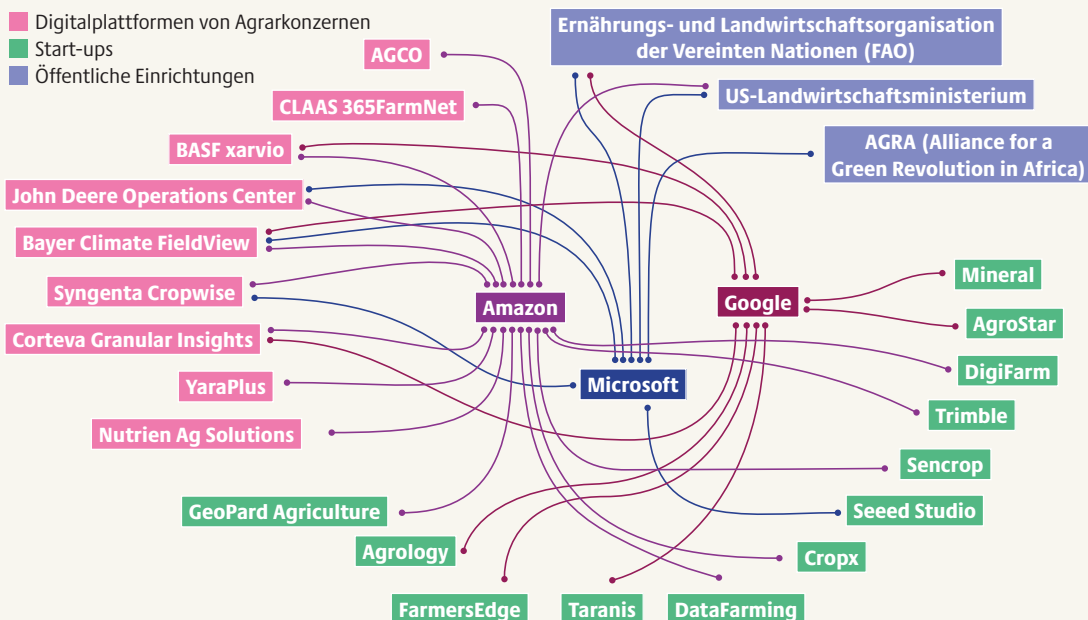 Digitalplattformen von Agrarkonzernen
Start-ups
Öffentliche Einrichtungen
Ernährungs- und Landwirtschaftsorganisation
der Vereinten Nationen (FAO)
AGCO
US-Landwirtschaftsministerium
CLAAS 365FarmNet
AGRA (Alliance for a
Green Revolution in Africa)
BASF xarvio
John Deere Operations Center
Bayer Climate FieldView
Syngenta Cropwise
Corteva Granular Insights
YaraPlus
Nutrien Ag Solutions
Amazon
Google
Microsoft
Mineral
AgroStar
DigiFarm
Trimble
Sencrop
Seeed Studio
Cropx
GeoPard Agriculture
Agrology
FarmersEdge
Taranis
DataFarming